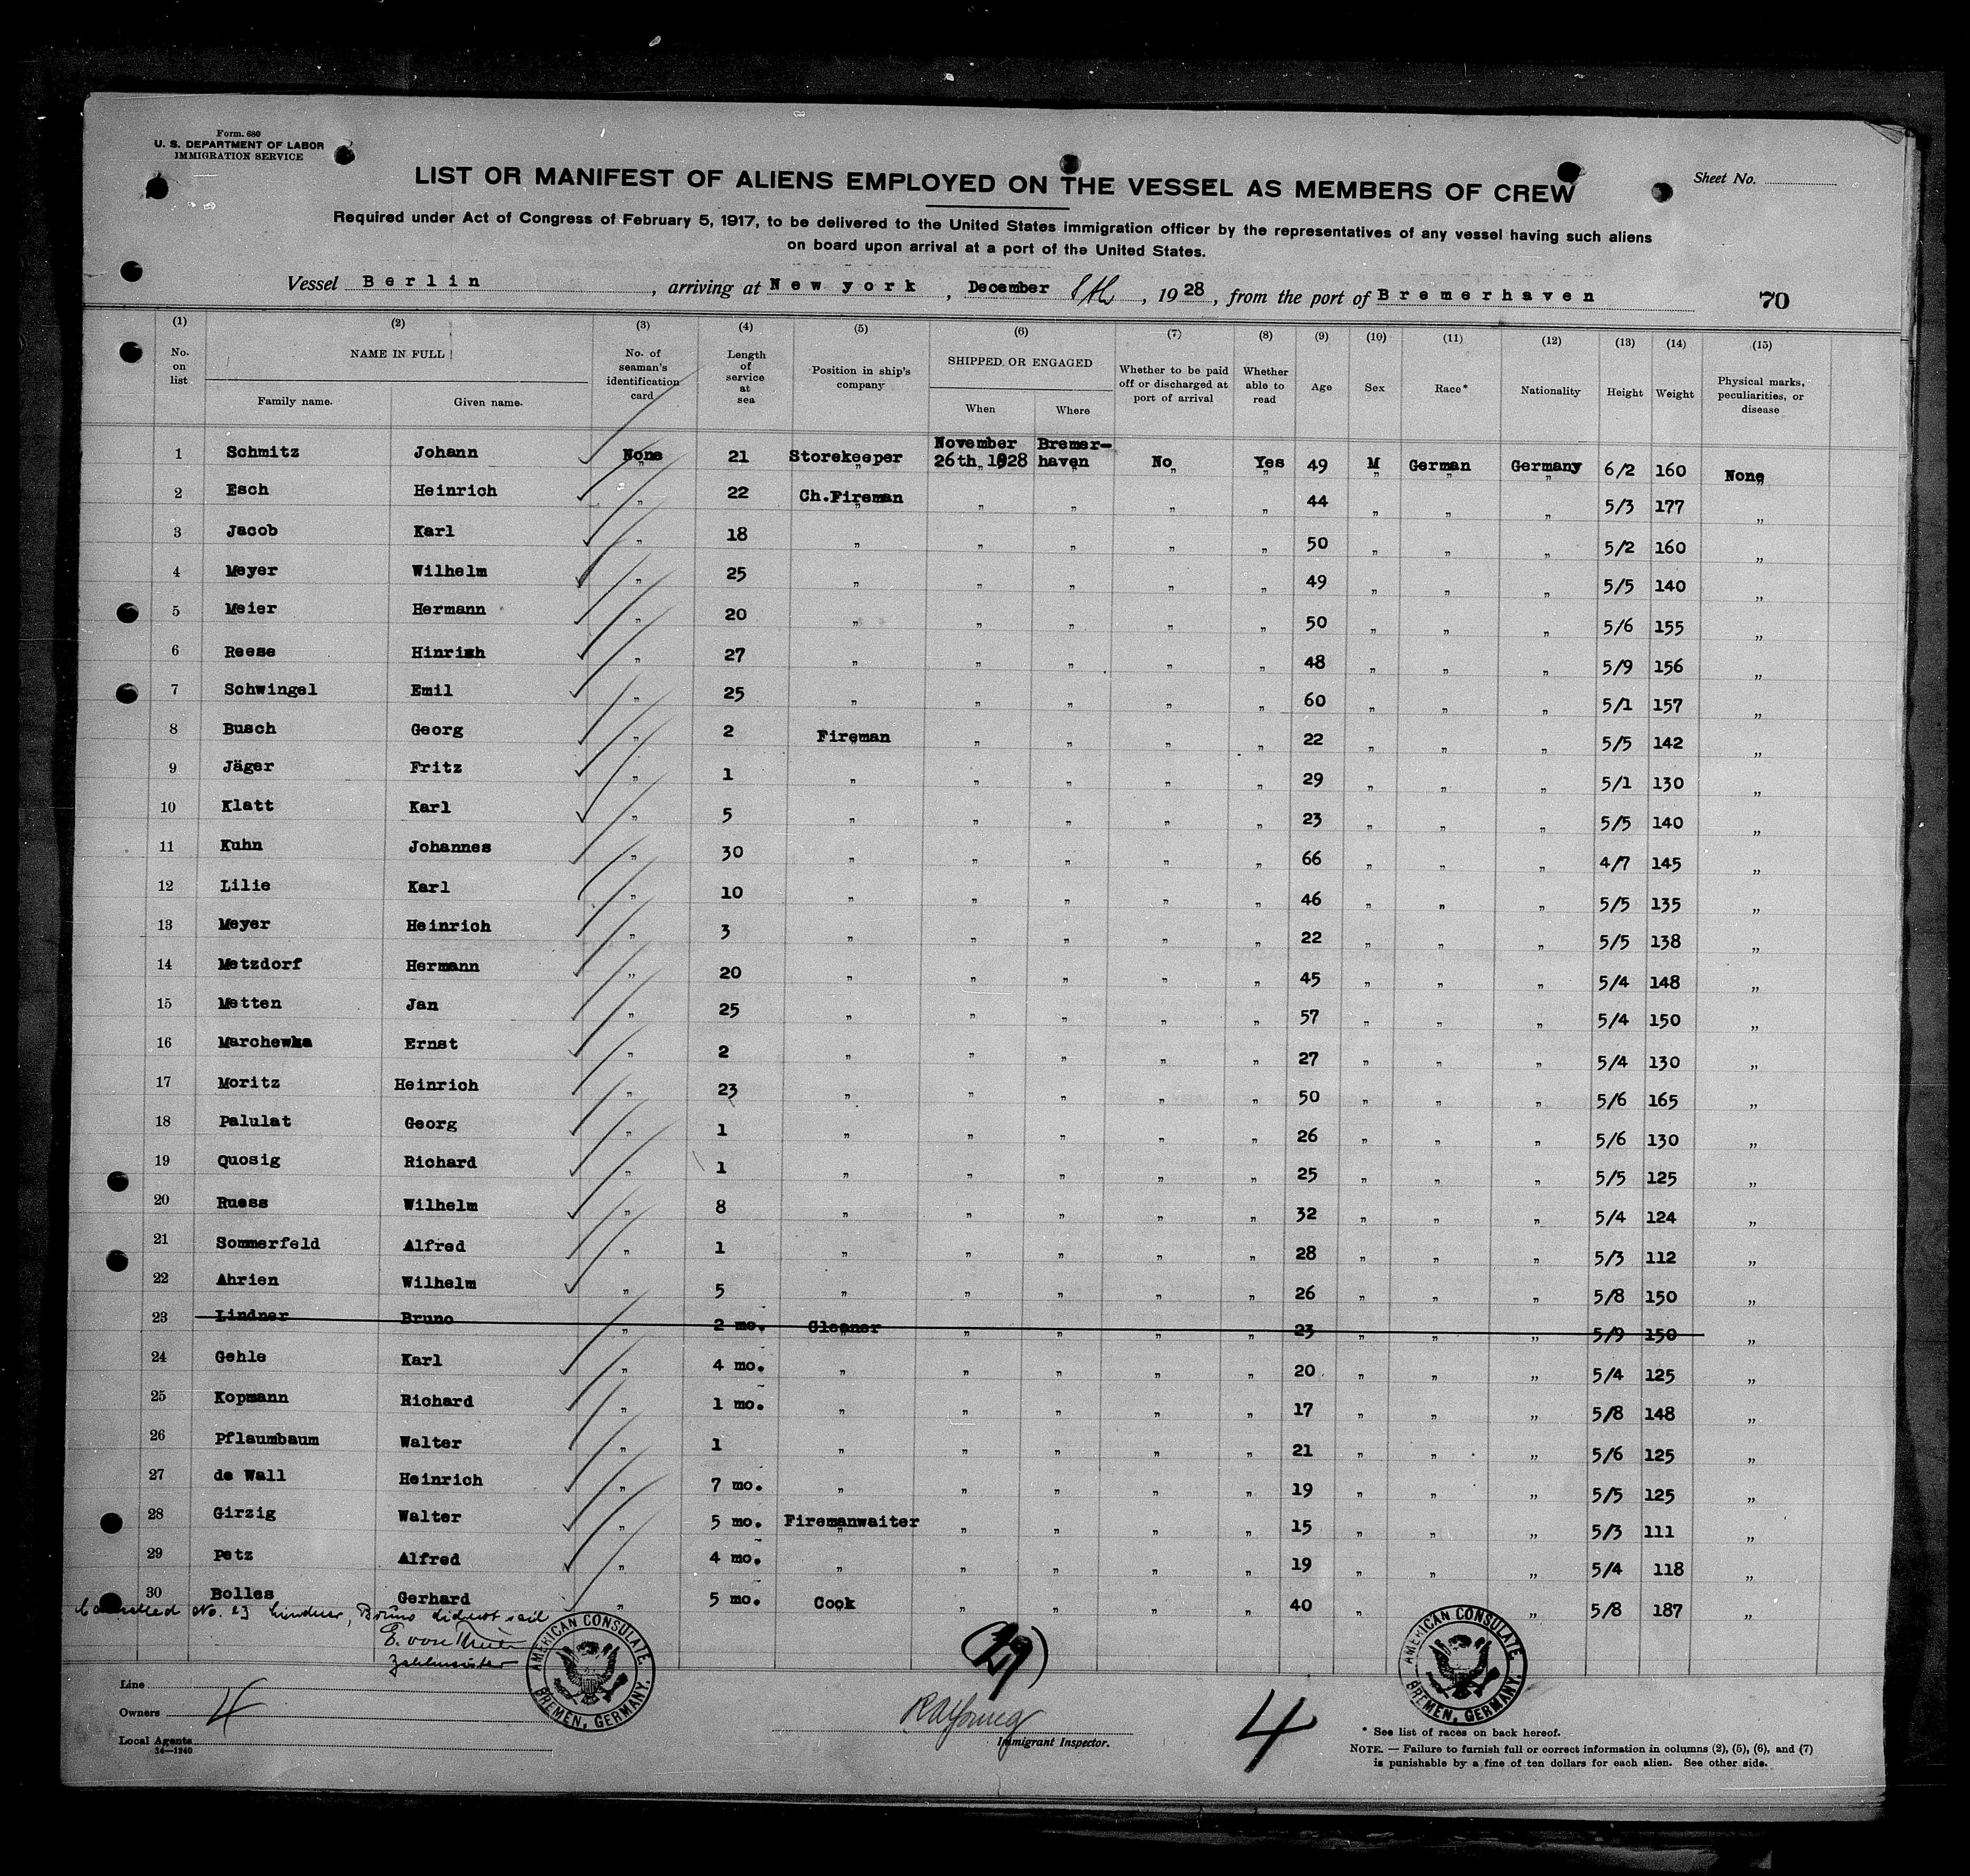 Form 680
U. S. DEPARTMENT OF LABOR
IMMIGRATION SERVICE
LIST OR MANIFEST OF ALIENS EMPLOYED ON THE VESSEL AS MEMBERS OF CREW
Sheet No.
Required under Act of Congress of February 5, 1917, to be delivered to the United States immigration officer by the representatives of any vessel having such aliens
on board upon arrival at a port of the United States.
Vessel Berlin, arriving at New york, December 8th, 1928, from the port of Bremerhaven 70
(1) (2) (3) (4) (5) (6) (7) (8) (9) (10) (11) (12) (13) (14) (15)
No. on list NAME IN FULL Family name. Given name. No. of seaman's identification card Length of service at sea Position in ship's company SHIPPED OR ENGAGED When Where Whether to be paid off or discharged at port of arrival Whether able to read Age Sex Race* Nationality Height Weight Physical marks, peculiarities, or disease
1 Schmitz Johann None 21 Storekeeper November 26th 1928 Bremer-haven No Yes 49 M German Germany 6/2 160 None
2 Esch Heinrich " 22 Ch.Fireman " " " " 44 " " " 5/3 177 "
3 Jacob Karl " 18 " " " " " 50 " " " 5/2 160 "
4 Meyer Wilhelm " 25 " " " " " 49 " " " 5/5 140 "
5 Meier Hermann " 20 " " " " " 50 " " " 5/6 155 "
6 Reese Hinrich " 27 " " " " " 48 " " " 5/9 156 "
7 Schwingel Emil " 25 " " " " " 60 " " " 5/1 157 "
8 Busch Georg " 2 Fireman " " " " 22 " " " 5/5 142 "
9 Jäger Fritz " 1 " " " " " 29 " " " 5/1 130 "
10 Klatt Karl " 5 " " " " " 23 " " " 5/5 140 "
11 Kuhn Johannes " 30 " " " " " 66 " " " 4/7 145 "
12 Lilie Karl " 10 " " " " " 46 " " " 5/5 135 "
13 Meyer Heinrich " 3 " " " " " 22 " " " 5/5 138 "
14 Metzdorf Hermann " 20 " " " " " 45 " " " 5/4 148 "
15 Metten Jan " 25 " " " " " 57 " " " 5/4 150 "
16 Marchewka Ernst " 2 " " " " " 27 " " " 5/4 130 "
17 Moritz Heinrich " 23 " " " " " 50 " " " 5/6 165 "
18 Palulat Georg " 1 " " " " " 26 " " " 5/6 130 "
19 Quosig Richard " 1 " " " " " 25 " " " 5/5 125 "
20 Ruess Wilhelm " 8 " " " " " 32 " " " 5/4 124 "
21 Sommerfeld Alfred " 1 " " " " " 28 " " " 5/3 112 "
22 Ahrien Wilhelm " 5 " " " " " 26 " " " 5/8 150 "
23 Lindner Bruno " 2 mo. Cleaner " " " " 23 " " " 5/9 150 "
24 Gehle Karl " 4 mo. " " " " " 20 " " " 5/4 125 "
25 Kopmann Richard " 1 mo. " " " " " 17 " " " 5/8 148 "
26 Pflaumbaum Walter " 1 " " " " " 21 " " " 5/6 125 "
27 de Wall Heinrich " 7 mo. " " " " " 19 " " " 5/5 125 "
28 Girzig Walter " 5 mo. Firemanwaiter " " " " 15 " " " 5/3 111 "
29 Petz Alfred " 4 mo. " " " " " 19 " " " 5/4 118 "
30 Bolles Gerhard " 5 mo. Cook " " " " 40 " " 5/8 187 "
Cancelled No. 23 Lindner, Bruno did not sail
Zahlmeister
AMERICAN CONSULATE. BREMEN, GERMANY.
(29)
AMERICAN CONSULATE. BREMEN, GERMANY.
Line
Owners
4
Local Agents
14—1240
RA Young
Immigrant Inspector.
4
* See list of races on back hereof.
NOTE. — Failure to furnish full or correct information in columns (2), (5), (6), and (7)
is punishable by a fine of ten dollars for each alien. See other side.